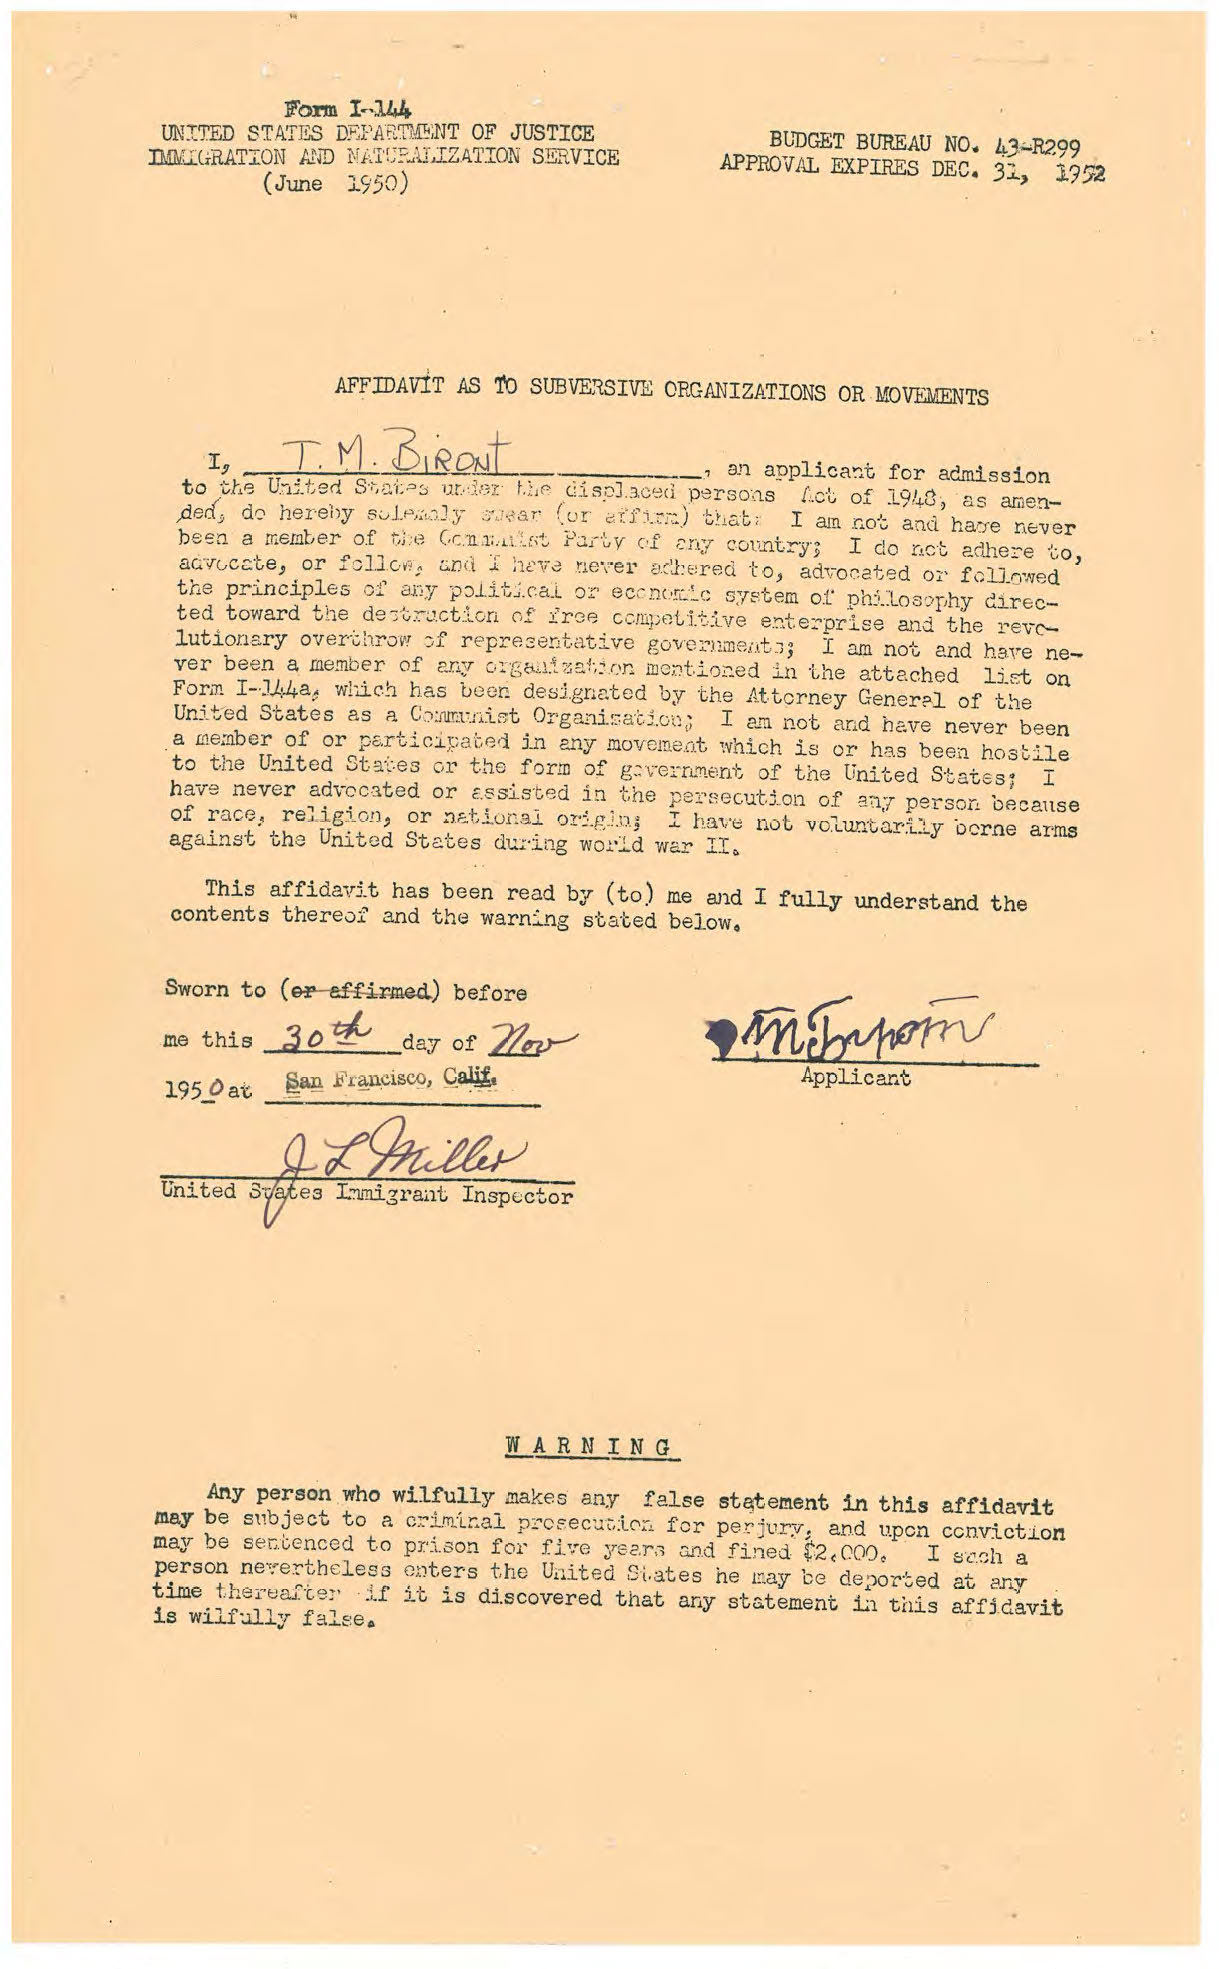 Form I-144
UNITED STATES DEPARTMENT OF JUSTICE
IMMIGRATION AND NATURALIZATION SERVICE
(June 1950)
BUDGET BUREAU NO. 43-R299
APPROVAL EXPIRES DEC. 31, 1952
AFFIDAVIT AS TO SUBVERSIVE ORGANIZATIONS OR MOVEMENTS
I, T. M. BIRONT, an applicant for admission
to the United States under the displaced persons Act of 1948, as amen-
ded, do hereby solemnly swear (or affirm) that: I am not and have never
been a member of the Communist Party of any country; I do not adhere to,
advocate, or follow, and I have never adhered to, advocated or followed
the principles of any political or economic system of philosophy direc-
ted toward the destruction of free competitive enterprise and the revo-
lutionary overthrow of representative governments; I am not and have ne-
ver been a member of any organization mentioned in the attached list on
Form I-144a, which has been designated by the Attorney General of the
United States as a Communist Organization; I am not and have never been
a member of or participated in any movement which is or has been hostile
to the United States or the form of government of the United States; I
have never advocated or assisted in the persecution of any person because
of race, religion, or national origin; I have not voluntarily borne arms
against the United States during world war II.
This affidavit has been read by (to) me and I fully understand the
contents thereof and the warning stated below.
Sworn to (or affirmed) before
me this 30th day of Nov
1950 at San Francisco, Calif.
Applicant
J L Miller
United States Immigrant Inspector
WARNING
Any person who wilfully makes any false statement in this affidavit
may be subject to a criminal prosecution for perjury, and upon conviction
may be sentenced to prison for five years and fined $2,000. I such a
person nevertheless enters the United States he may be deported at any
time thereafter if it is discovered that any statement in this affidavit
is wilfully false.